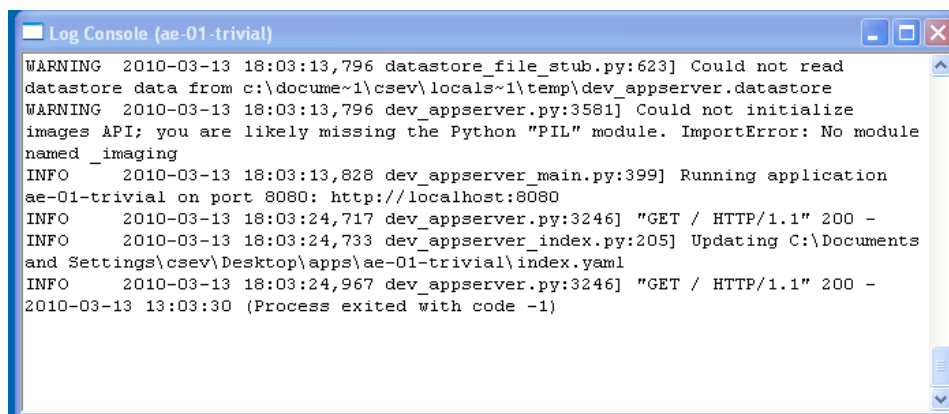 Log Console (ae-01-trivial)
WARNING  2010-03-13 18:03:13,796 datastore_file_stub.py:623] Could not read
datastore data from c:\docume~1\csev\locals~1\temp\dev_appserver.datastore
WARNING  2010-03-13 18:03:13,796 dev_appserver.py:3581] Could not initialize
images API; you are likely missing the Python "PIL" module. ImportError: No module
named _imaging
INFO     2010-03-13 18:03:13,828 dev_appserver_main.py:399] Running application
ae-01-trivial on port 8080: http://localhost:8080
INFO     2010-03-13 18:03:24,717 dev_appserver.py:3246] "GET / HTTP/1.1" 200 -
INFO     2010-03-13 18:03:24,733 dev_appserver_index.py:205] Updating C:\Documents
and Settings\csev\Desktop\apps\ae-01-trivial\index.yaml
INFO     2010-03-13 18:03:24,967 dev_appserver.py:3246] "GET / HTTP/1.1" 200 -
2010-03-13 13:03:30 (Process exited with code -1)